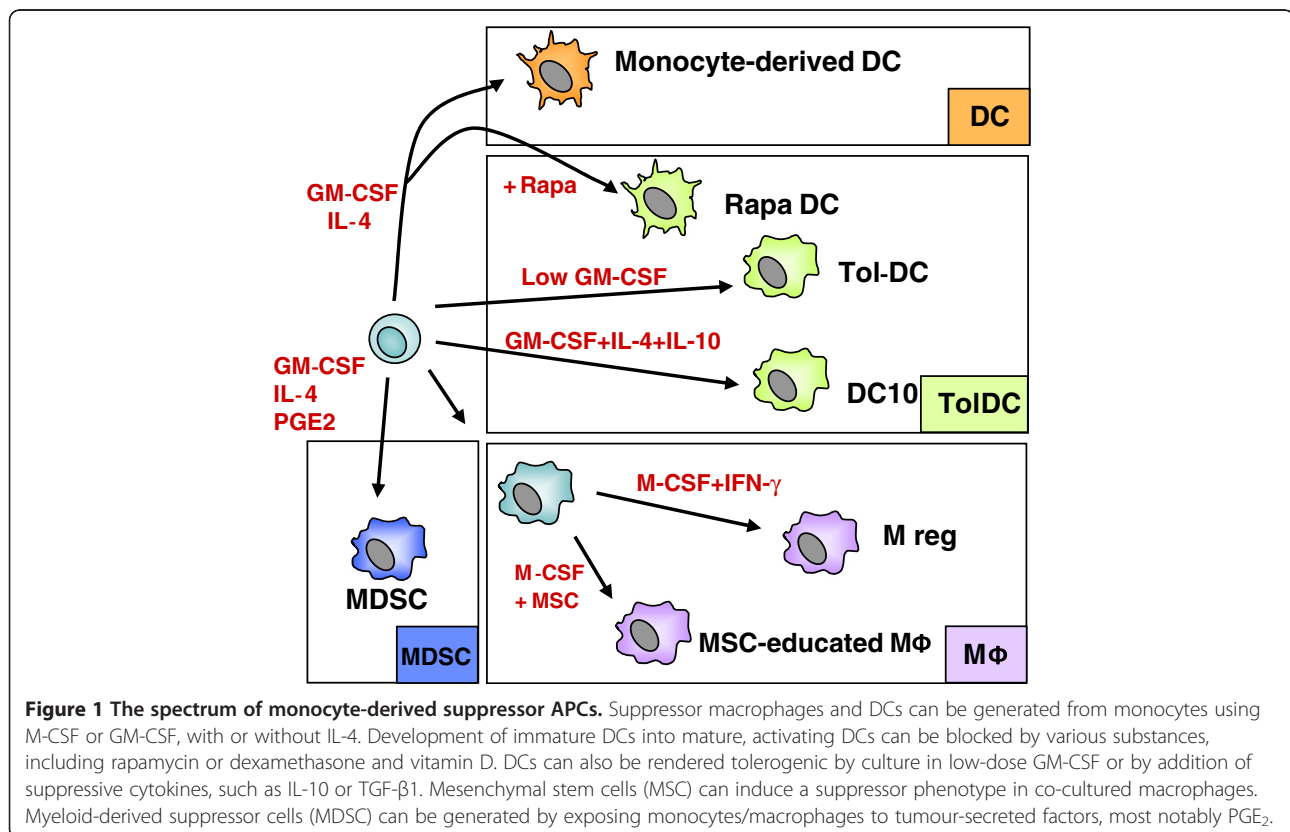 Monocyte-derived DC
DC
GM-CSF
IL-4
+ Rapa
Rapa DC
Low GM-CSF
Tol-DC
GM-CSF+IL-4+IL-10
DC10
TolDC
GM-CSF
IL-4
PGE2
MDSC
MDSC
M-CSF+IFN-γ
M reg
M-CSF
+ MSC
MSC-educated MΦ
MΦ
Figure 1 The spectrum of monocyte-derived suppressor APCs. Suppressor macrophages and DCs can be generated from monocytes using
M-CSF or GM-CSF, with or without IL-4. Development of immature DCs into mature, activating DCs can be blocked by various substances,
including rapamycin or dexamethasone and vitamin D. DCs can also be rendered tolerogenic by culture in low-dose GM-CSF or by addition of
suppressive cytokines, such as IL-10 or TGF-β1. Mesenchymal stem cells (MSC) can induce a suppressor phenotype in co-cultured macrophages.
Myeloid-derived suppressor cells (MDSC) can be generated by exposing monocytes/macrophages to tumour-secreted factors, most notably PGE₂.